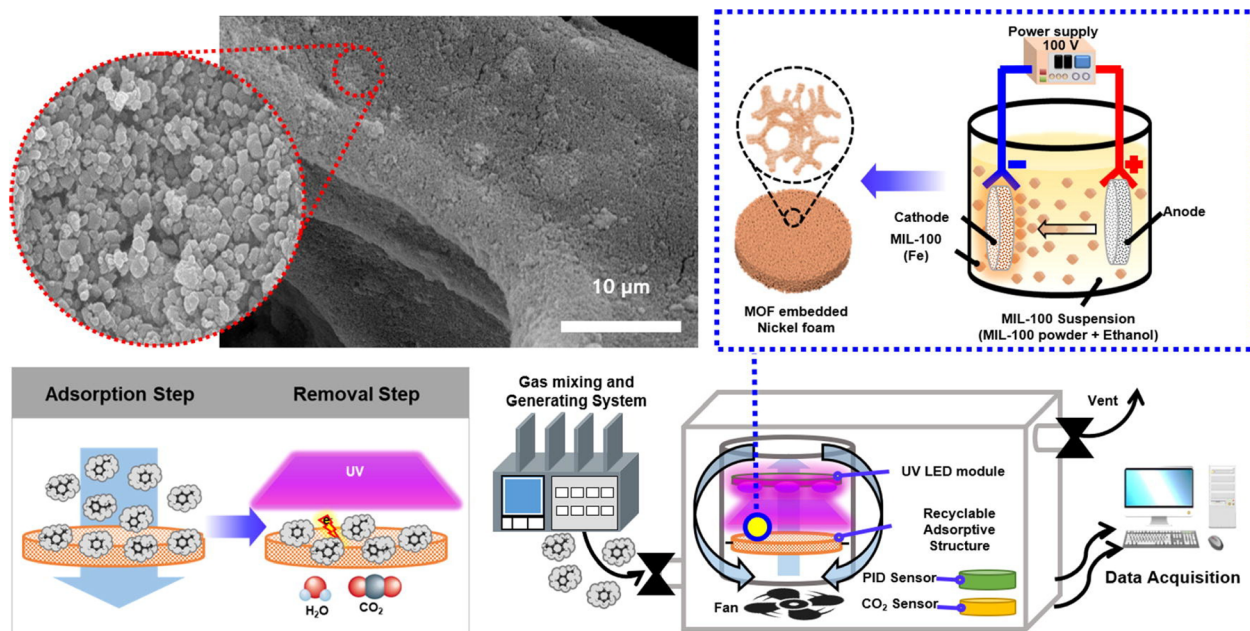 10 μm
Power supply
100 V
Cathode
MIL-100
(Fe)
Anode
MOF embedded
Nickel foam
MIL-100 Suspension
(MIL-100 powder + Ethanol)
Adsorption Step
Removal Step
UV
H₂O
CO₂
Gas mixing and
Generating System
Vent
UV LED module
Recyclable
Adsorptive
Structure
PID Sensor
CO₂ Sensor
Fan
Data Acquisition